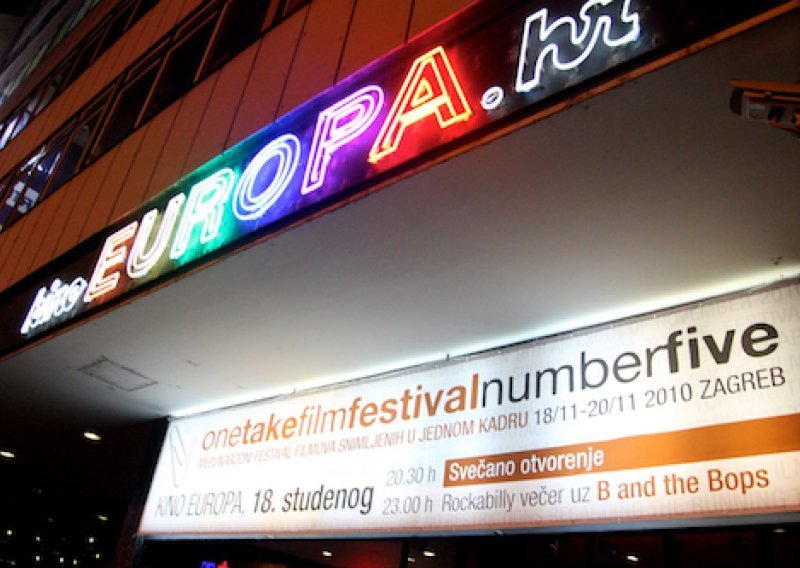 kino EUROPA.hr
onetakefilmfestivalnumberfive
MEĐUNARODNI FESTIVAL FILMOVA SNIMLJENIH U JEDNOM KADRU 18/11-20/11 2010 ZAGREB
KINO EUROPA, 18. studenog
20.30 h Svečano otvorenje
23.00 h Rockabilly večer uz B and the Bops